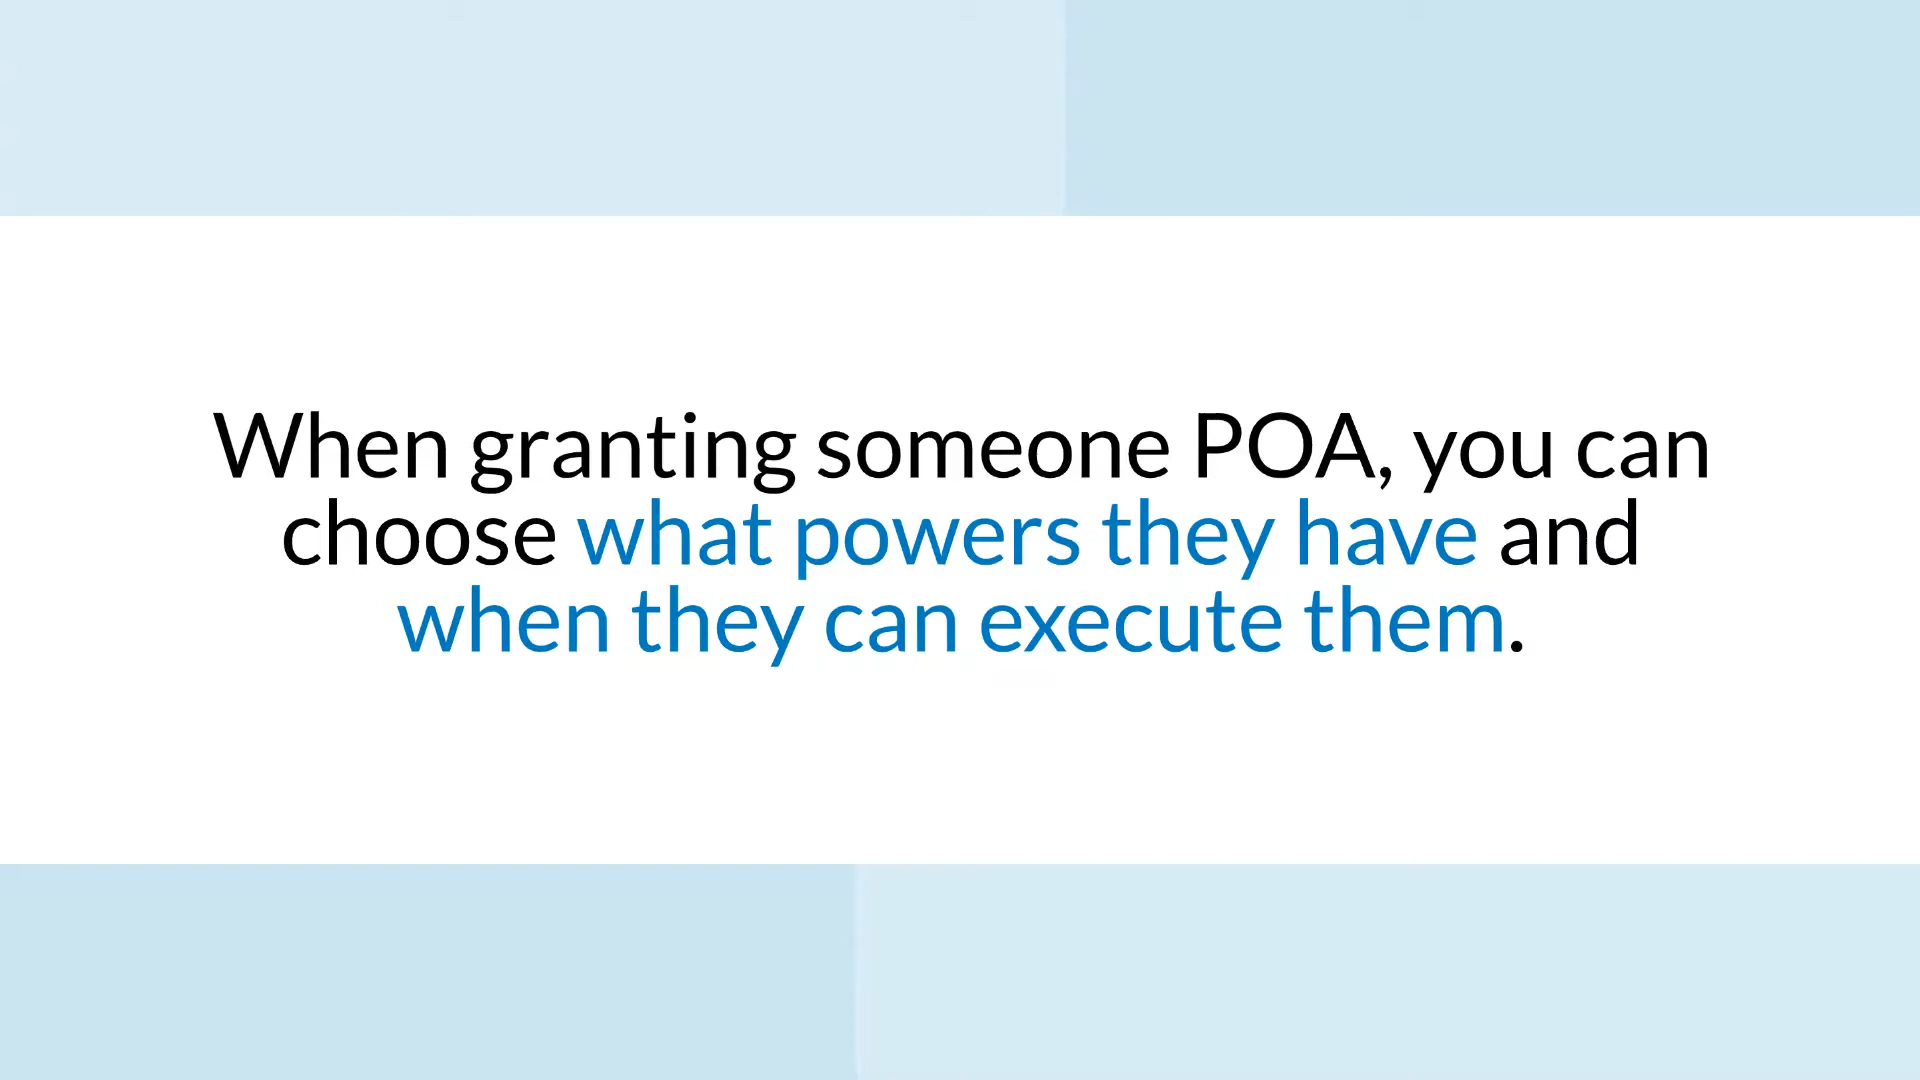 When granting someone POA, you can
choose what powers they have and
when they can execute them.